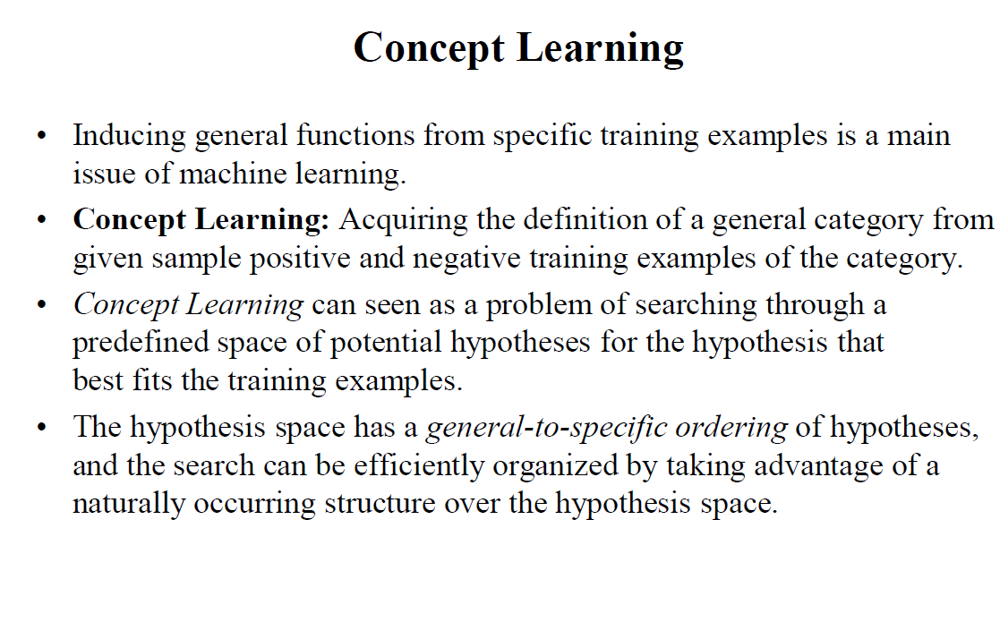 Concept Learning
• Inducing general functions from specific training examples is a main
issue of machine learning.
• Concept Learning: Acquiring the definition of a general category from
given sample positive and negative training examples of the category.
• Concept Learning can seen as a problem of searching through a
predefined space of potential hypotheses for the hypothesis that
best fits the training examples.
• The hypothesis space has a general-to-specific ordering of hypotheses,
and the search can be efficiently organized by taking advantage of a
naturally occurring structure over the hypothesis space.